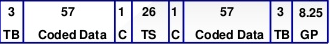 3 57 1 26 1 57 3 8.25
TB Coded Data C TS C Coded Data TB GP